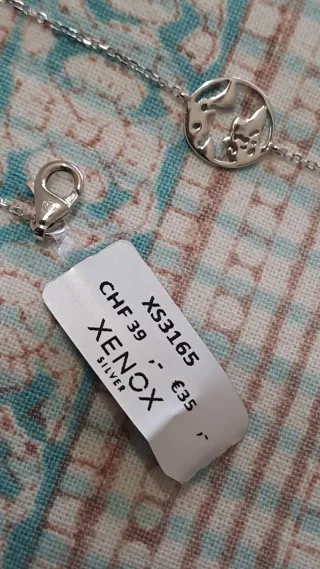 XS3165
CHF 39,- €35,-
XENOX
SILVER